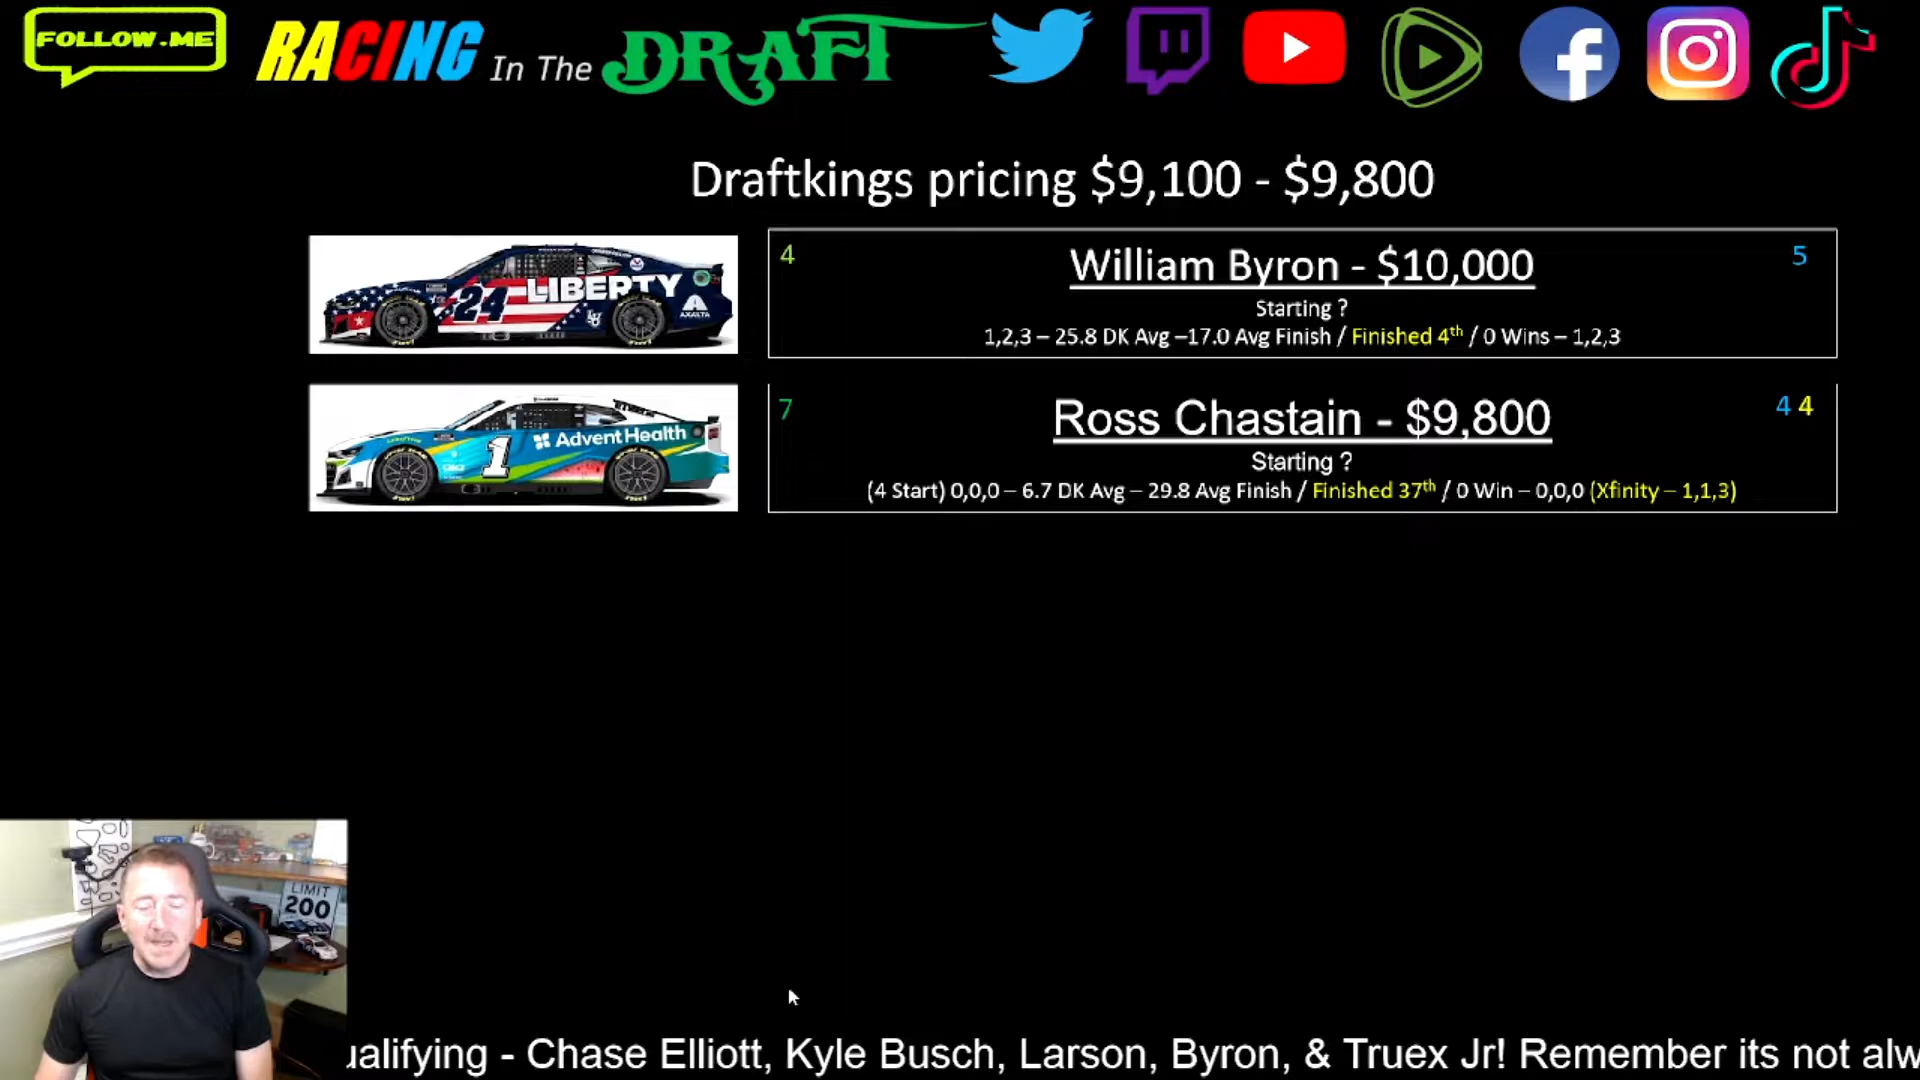 FOLLOW.ME
RACING In The DRAFT
Draftkings pricing $9,100 - $9,800
24 LIBERTY
AXALTA
4
William Byron - $10,000
5
Starting ?
1,2,3 – 25.8 DK Avg –17.0 Avg Finish / Finished 4th / 0 Wins – 1,2,3
1 AdventHealth
7
Ross Chastain - $9,800
4 4
Starting ?
(4 Start) 0,0,0 – 6.7 DK Avg – 29.8 Avg Finish / Finished 37th / 0 Win – 0,0,0 (Xfinity – 1,1,3)
LIMIT
200
ualifying - Chase Elliott, Kyle Busch, Larson, Byron, & Truex Jr! Remember its not alw